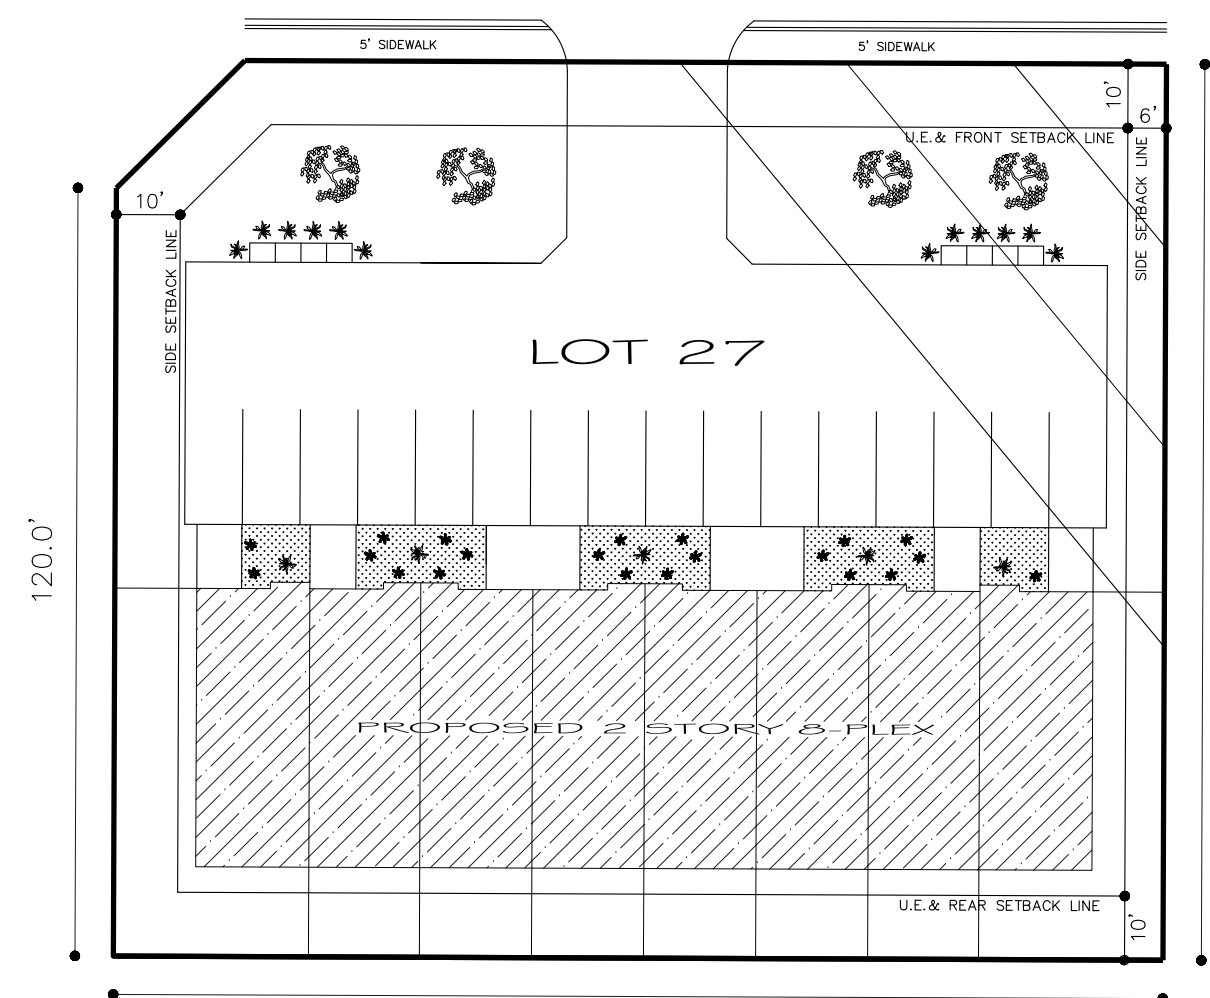 5' SIDEWALK
5' SIDEWALK
10'
6'
U.E.& FRONT SETBACK LINE
10'
SIDE SETBACK LINE
SIDE SETBACK LINE
LOT 27
120.0'
PROPOSED 2 STORY 8-PLEX
U.E.& REAR SETBACK LINE
10'